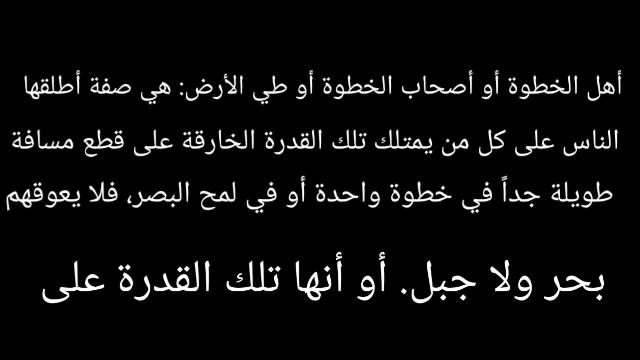 أهل الخطوة أو أصحاب الخطوة أو طي الأرض: هي صفة أطلقها
الناس على كل من يمتلك تلك القدرة الخارقة على قطع مسافة
طويلة جداً في خطوة واحدة أو في لمح البصر، فلا يعوقهم
بحر ولا جبل. أو أنها تلك القدرة على